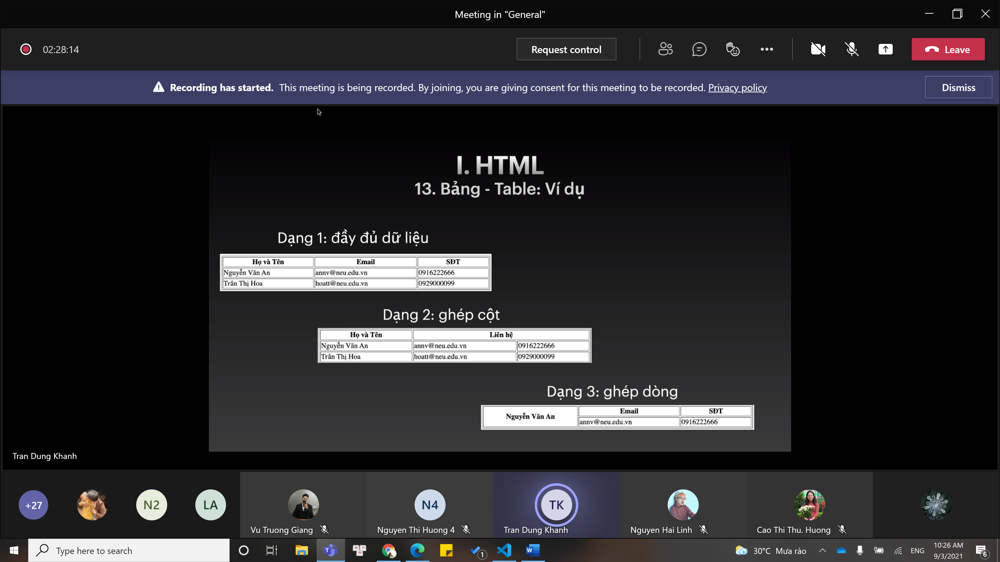 Meeting in "General"
02:28:14
Request control
Leave
Recording has started. This meeting is being recorded. By joining, you are giving consent for this meeting to be recorded. Privacy policy
Dismiss
I. HTML
13. Bảng - Table: Ví dụ
Dạng 1: đầy đủ dữ liệu
Họ và Tên Email SĐT
Nguyễn Văn An annv@neu.edu.vn 0916222666
Trân Thị Hoa hoatt@neu.edu.vn 0929000099
Dạng 2: ghép cột
Họ và Tên Liên hệ
Nguyễn Văn An annv@neu.edu.vn 0916222666
Trân Thị Hoa hoatt@neu.edu.vn 0929000099
Dạng 3: ghép dòng
Nguyễn Văn An Email SĐT
annv@neu.edu.vn 0916222666
Tran Dung Khanh
+27 N2 LA N4 TK
Vu Truong Giang Nguyen Thi Huong 4 Tran Dung Khanh Nguyen Hai Linh Cao Thi Thu. Huong
Type here to search
1
30°C Mưa rào
ENG
10:26 AM
9/3/2021
6